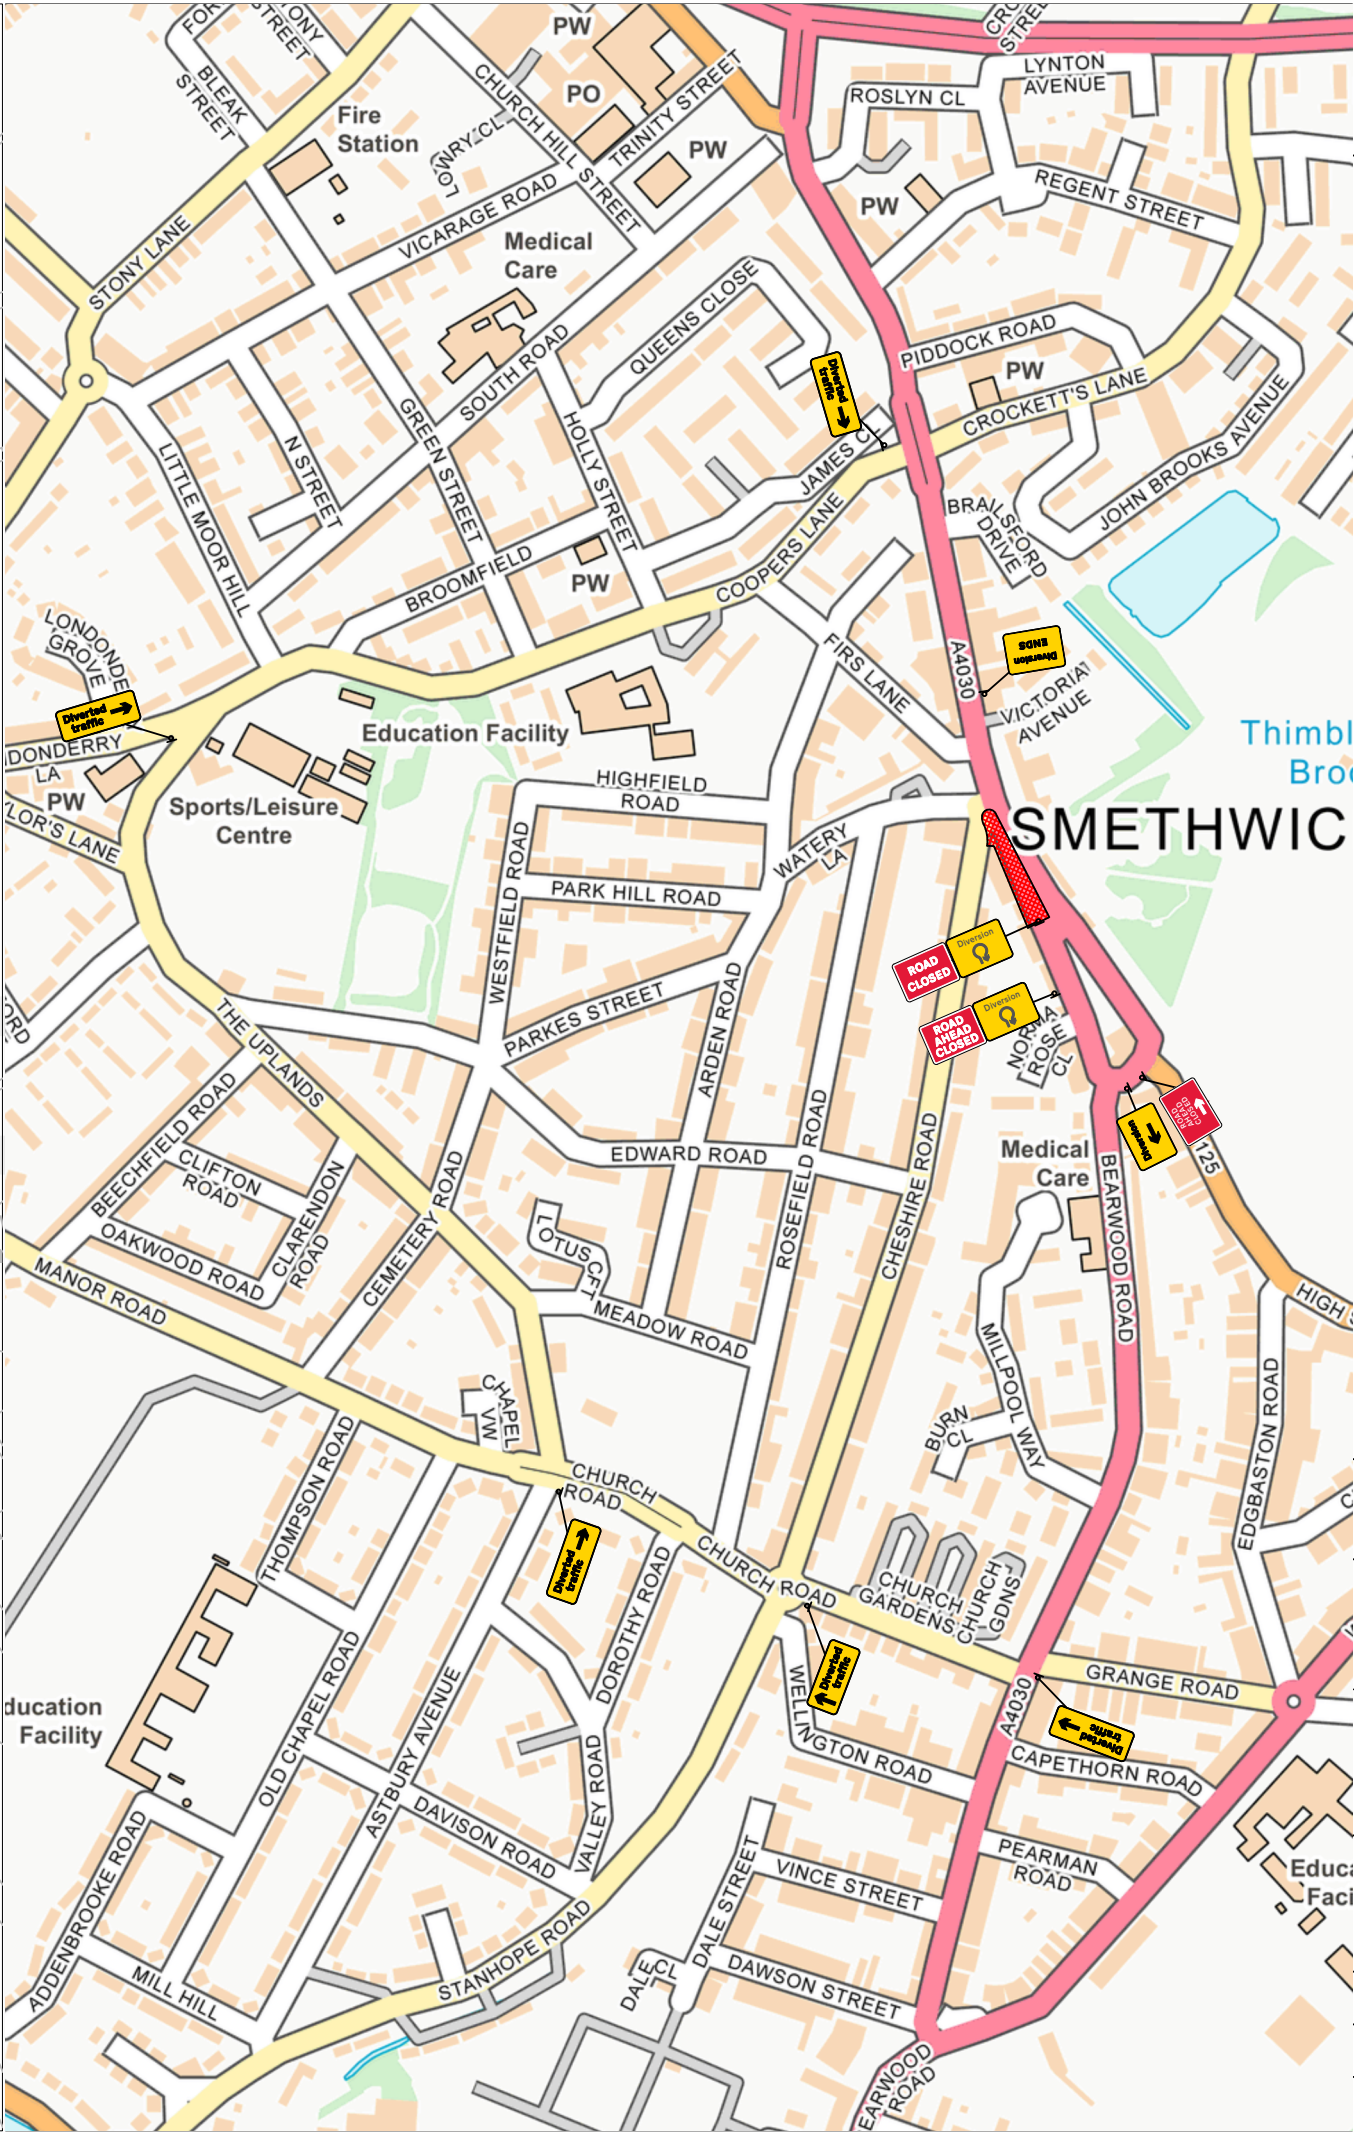 PW
CHURCH HILL STREET
BLEAK
STREET
PO
LYNTON
AVENUE
ROSLYN CL
Fire
Station
TRINITY STREET
PW
VICARAGE ROAD
REGENT STREET
PW
STONY LANE
Medical
Care
QUEENS CLOSE
PIDDOCK ROAD
SOUTH ROAD
PW
Diverted
traffic
CROCKETT'S LANE
GREEN STREET
HOLLY STREET
LITTLE MOOR HILL
N STREET
JAMES C
JOHN BROOKS AVENUE
COOPERS LANE
BRAILSFORD
DRIVE
BROOMFIELD
PW
LONDONDE
GROVE
FIRS LANE
A4030
Diversion
ENDS
VICTORIA
AVENUE
Diverted
traffic
DONDERRY
LA
Education Facility
Thimbl
Broo
PW
YLOR'S LANE
Sports/Leisure
Centre
HIGHFIELD
ROAD
WATERY
LA
SMETHWIC
WESTFIELD ROAD
PARK HILL ROAD
ROAD
CLOSED
Diversion
ROAD
AHEAD
CLOSED
Diversion
PARKES STREET
ARDEN ROAD
NORMA
ROSE
CL
ORD
THE UPLANDS
ROAD
AHEAD
CLOSED
Diversion
125
BEECHFIELD ROAD
CLIFTON
ROAD
CLARENDON
ROAD
OAKWOOD ROAD
CEMETERY ROAD
EDWARD ROAD
ROSEFIELD ROAD
CHESHIRE ROAD
Medical
Care
BEARWOOD ROAD
LOTUS CFT
MANOR ROAD
MEADOW ROAD
HIGH S
MILLPOOL WAY
CHAPEL
VW
BURN
CL
EDGBASTON ROAD
THOMPSON ROAD
CHURCH
ROAD
Diverted
traffic
CHURCH ROAD
CHURCH
GARDENS
CHURCH
GDNS
DOROTHY ROAD
Diverted
traffic
GRANGE ROAD
A4030
Diverted
traffic
WELLINGTON ROAD
CAPETHORN ROAD
ducation
Facility
OLD CHAPEL ROAD
ASTBURY AVENUE
VALLEY ROAD
DAVISON ROAD
PEARMAN
ROAD
VINCE STREET
DALE STREET
Educa
Faci
ADDENBROOKE ROAD
MILL HILL
STANHOPE ROAD
DALE
CL
DAWSON STREET
EARWOOD
ROAD